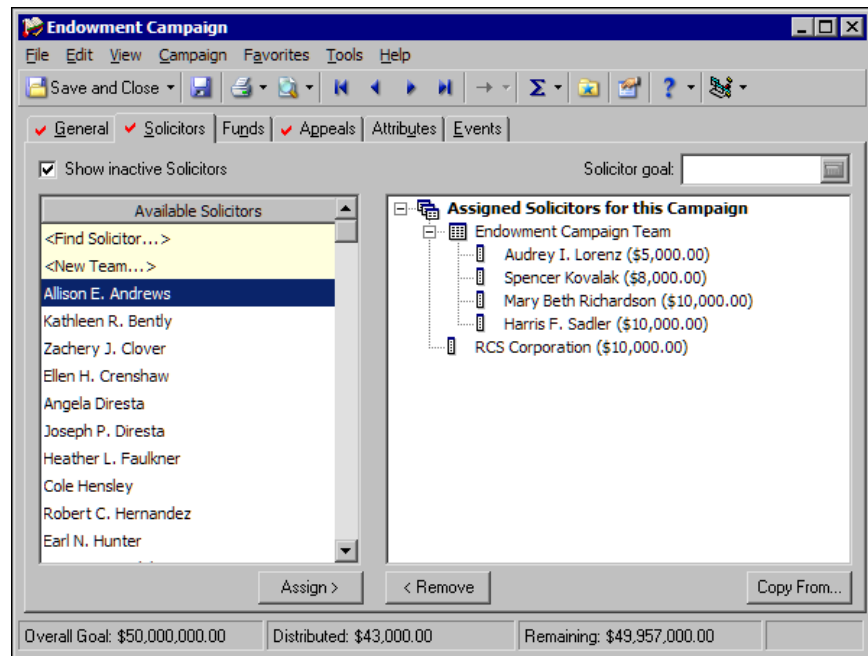 Endowment Campaign
File Edit View Campaign Favorites Tools Help
Save and Close
General Solicitors Funds Appeals Attributes Events
Show inactive Solicitors
Solicitor goal:
Available Solicitors
<Find Solicitor...>
<New Team...>
Allison E. Andrews
Kathleen R. Bently
Zachery J. Clover
Ellen H. Crenshaw
Angela Diresta
Joseph P. Diresta
Heather L. Faulkner
Cole Hensley
Robert C. Hernandez
Earl N. Hunter
Assigned Solicitors for this Campaign
Endowment Campaign Team
Audrey I. Lorenz ($5,000.00)
Spencer Kovalak ($8,000.00)
Mary Beth Richardson ($10,000.00)
Harris F. Sadler ($10,000.00)
RCS Corporation ($10,000.00)
Assign > < Remove Copy From...
Overall Goal: $50,000,000.00 Distributed: $43,000.00 Remaining: $49,957,000.00